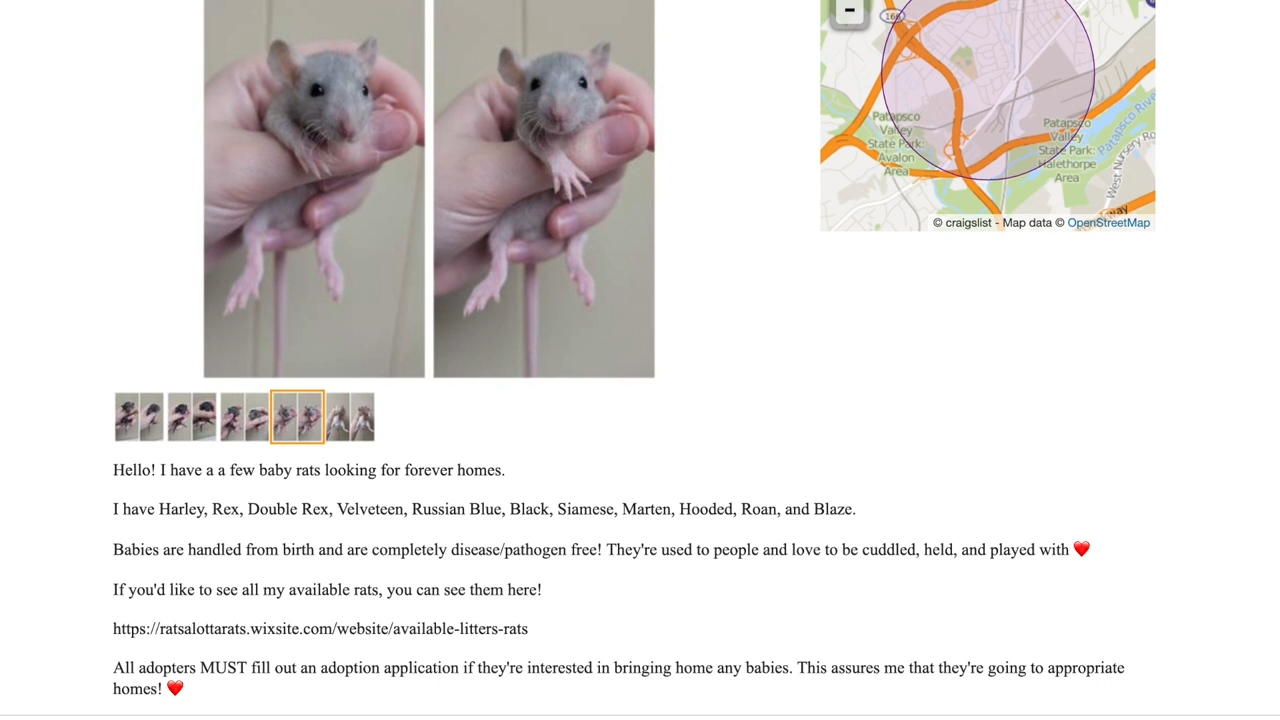 -
166
Patapsco
Valley
State Park:
Avalon
Area
Patapsco
Valley
State Park:
Halethorpe
Area
Patapsco River
West Nursery Ro
© craigslist - Map data © OpenStreetMap
Hello! I have a a few baby rats looking for forever homes.
I have Harley, Rex, Double Rex, Velveteen, Russian Blue, Black, Siamese, Marten, Hooded, Roan, and Blaze.
Babies are handled from birth and are completely disease/pathogen free! They're used to people and love to be cuddled, held, and played with ❤️
If you'd like to see all my available rats, you can see them here!
https://ratsalottarats.wixsite.com/website/available-litters-rats
All adopters MUST fill out an adoption application if they're interested in bringing home any babies. This assures me that they're going to appropriate
homes! ❤️